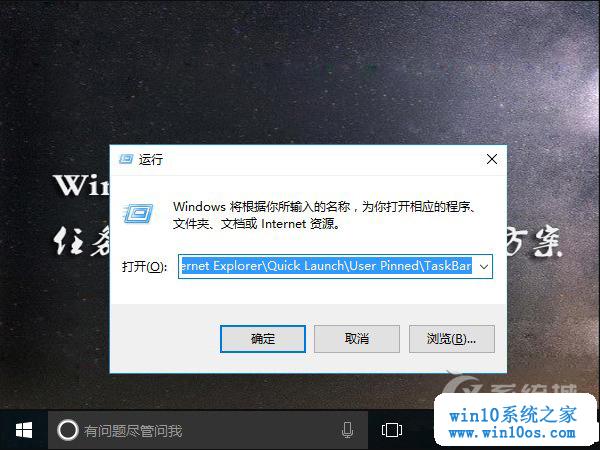 运行
Win
Windows 将根据你所输入的名称，为你打开相应的程序、
文件夹、文档或 Internet 资源。
任务 方案
打开(O): ernet Explorer\Quick Launch\User Pinned\TaskBar
确定 取消 浏览(B)...
系统城
有问题尽管问我
win10系统之家
www.win10os.com